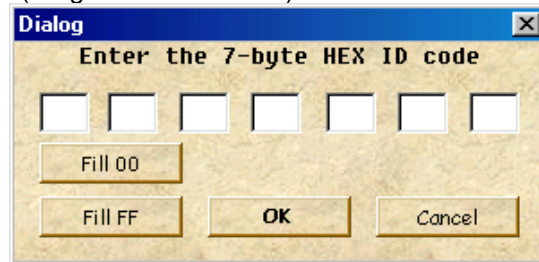 Dialog
Enter the 7-byte HEX ID code
Fill 00
Fill FF OK Cancel